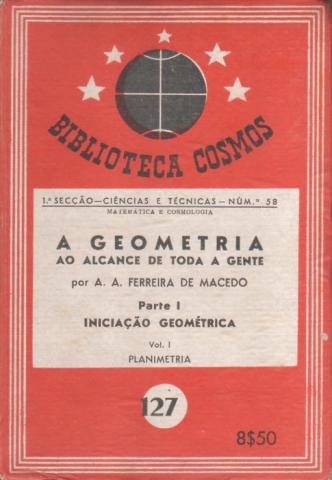 BIBLIOTECA COSMOS
1.ª SECÇÃO—CIÊNCIAS E TÉCNICAS—NÚM.º 58
MATEMÁTICA E COSMOLOGIA
A GEOMETRIA
AO ALCANCE DE TODA A GENTE
por A. A. FERREIRA DE MACEDO
Parte I
INICIAÇÃO GEOMÉTRICA
Vol. I
PLANIMETRIA
127
8$50